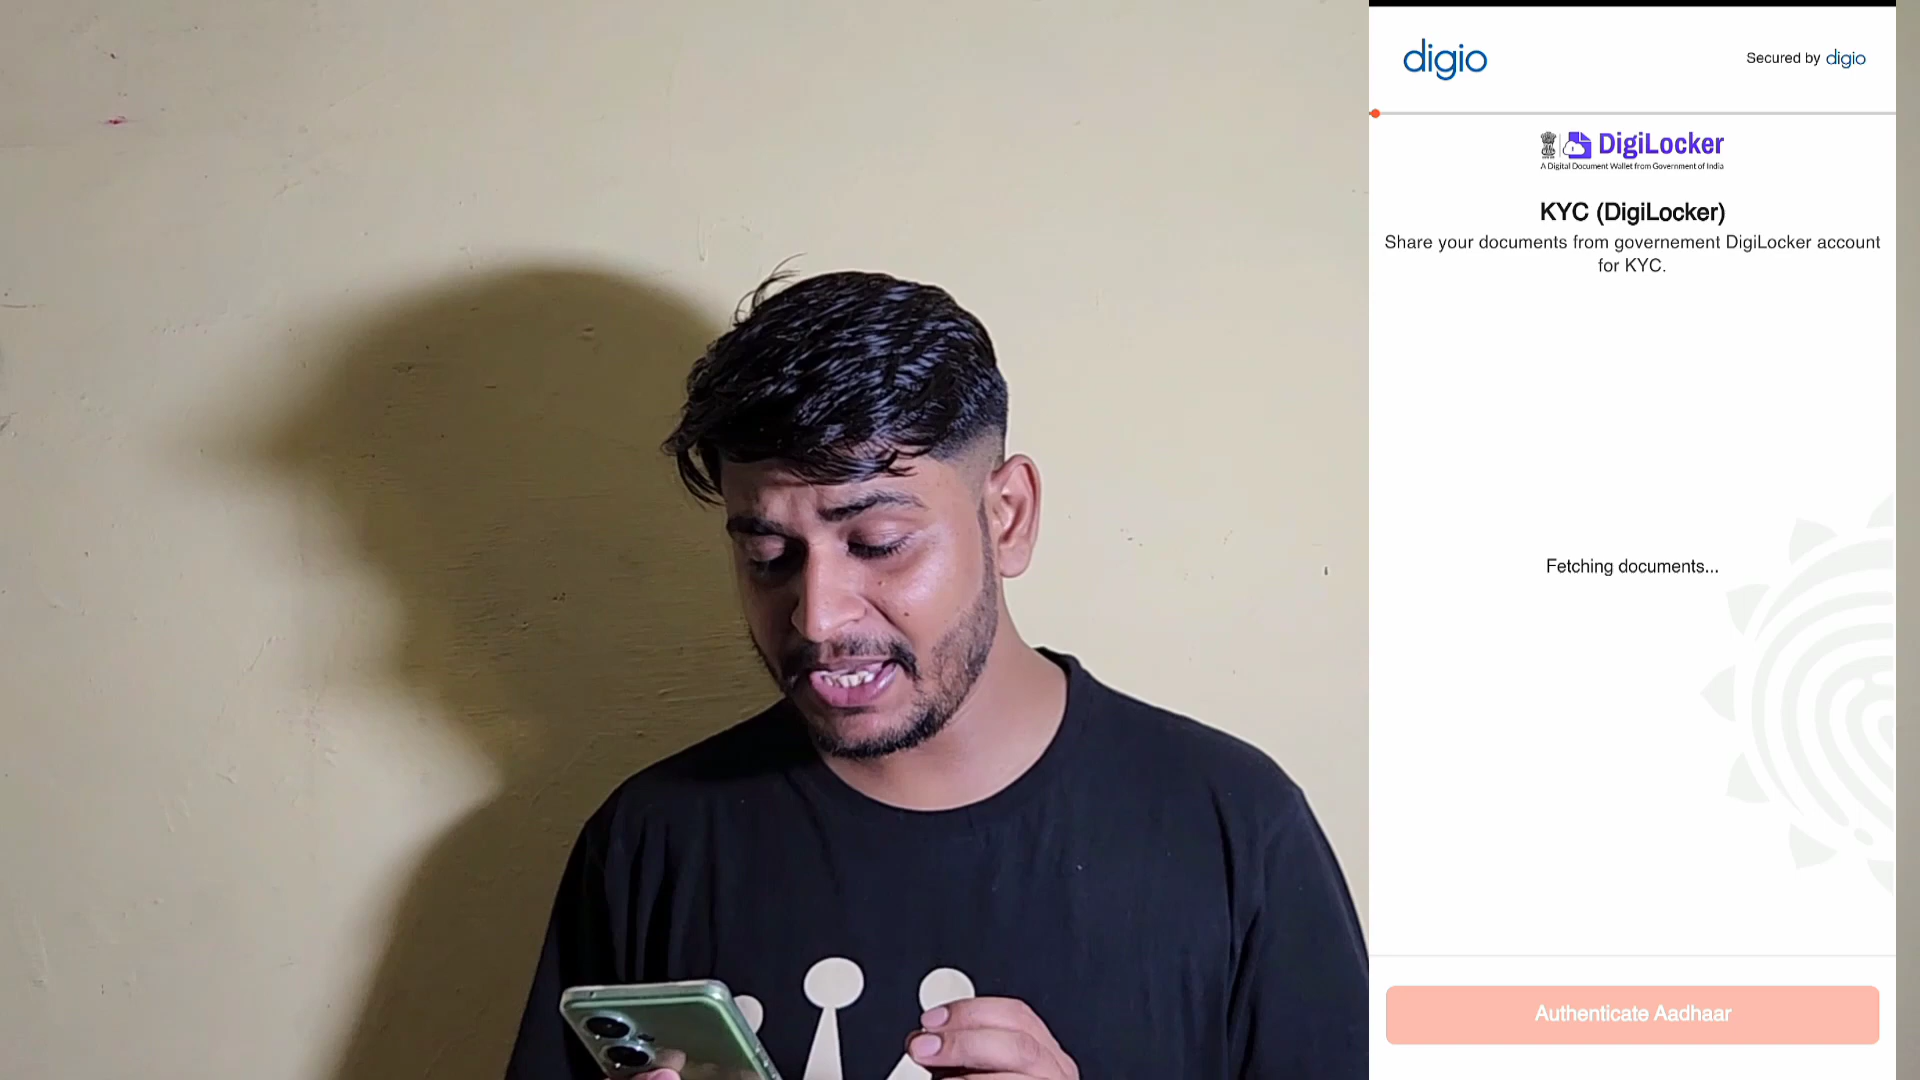 digio
Secured by digio
DigiLocker
A Digital Document Wallet from Government of India
KYC (DigiLocker)
Share your documents from governement DigiLocker account
for KYC.
Fetching documents...
Authenticate Aadhaar